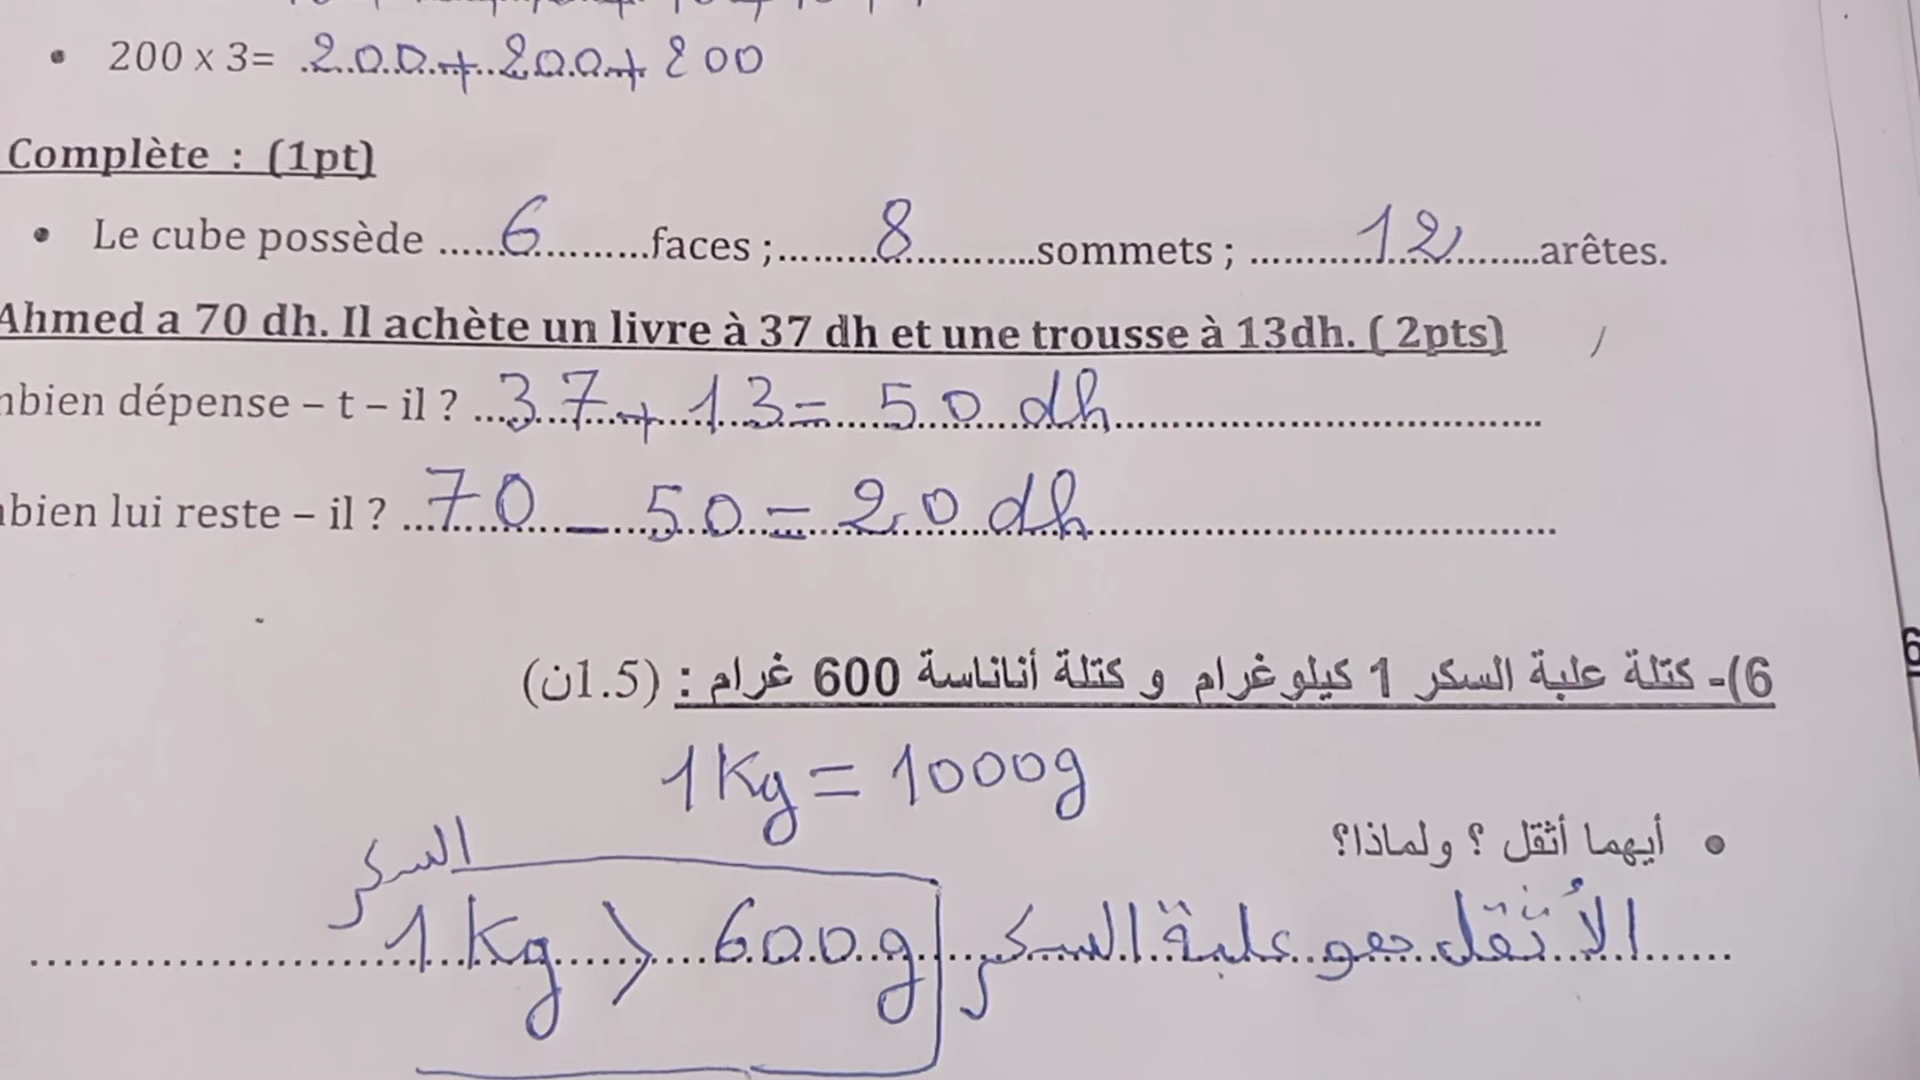 • 200 x 3= 200+200+200
Complète : (1pt)
• Le cube possède .....6..........faces ;.........8.............sommets ; ............12..........arêtes.
Ahmed a 70 dh. Il achète un livre à 37 dh et une trousse à 13dh. ( 2pts)
nbien dépense – t – il ? 37+13= 50 dh
bien lui reste – il ? 70 – 50 = 20 dh
6)- كتلة علبة السكر 1 كيلوغرام و كتلة أناناسة 600 غرام : (1.5ن)
1Kg = 1000g
• أيهما أثقل ؟ ولماذا؟
السكر
الأثقل هو علبة السكر 1Kg > 600g